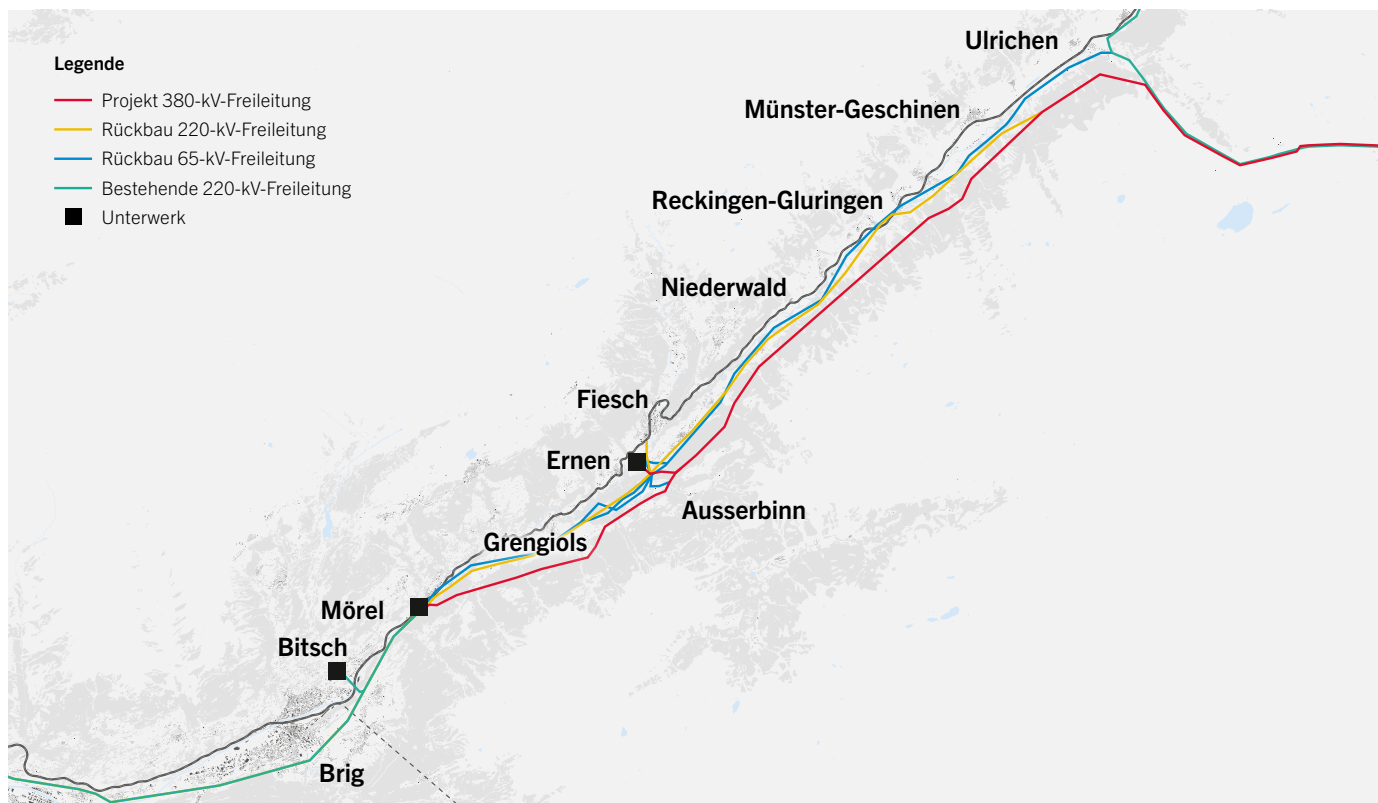 Legende
Projekt 380-kV-Freileitung
Rückbau 220-kV-Freileitung
Rückbau 65-kV-Freileitung
Bestehende 220-kV-Freileitung
Unterwerk
Ulrichen
Münster-Geschinen
Reckingen-Gluringen
Niederwald
Fiesch
Ernen
Ausserbinn
Grengiols
Mörel
Bitsch
Brig